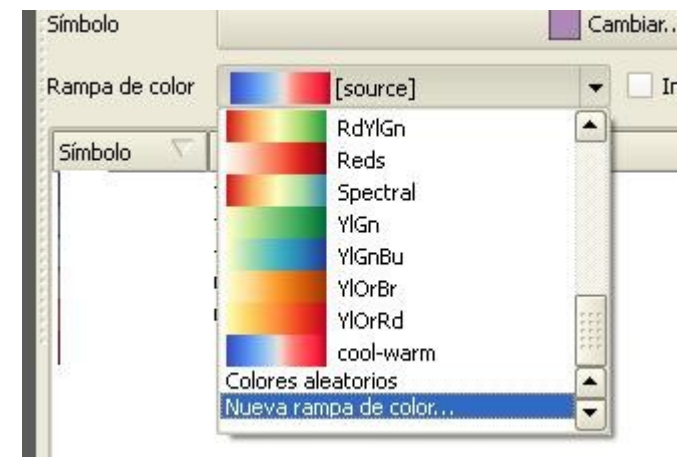 Símbolo
Cambiar..
Rampa de color
[source]
Símbolo
RdYlGn
Reds
Spectral
YlGn
YlGnBu
YlOrBr
YlOrRd
cool-warm
Colores aleatorios
Nueva rampa de color...